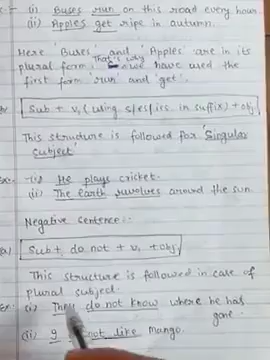 Ex:- (i) Buses run on this road every hour.
(ii) Apples get ripe in autumn.
Here 'Buses' and 'Apples' are in its
plural form. That's why we have used the
first form 'run' and 'get'.
Sub + v₁ (using s/es/ies in suffix) + obj
This structure is followed for 'Singular
subject'
Ex:- (i) He plays cricket.
(ii) The earth revolves around the sun.
Negative Sentence:-
Sub + do not + v₁ + obj
This structure is followed in case of
plural subject.
Ex: (i) They do not know where he has
gone.
(ii) I not like Mango.